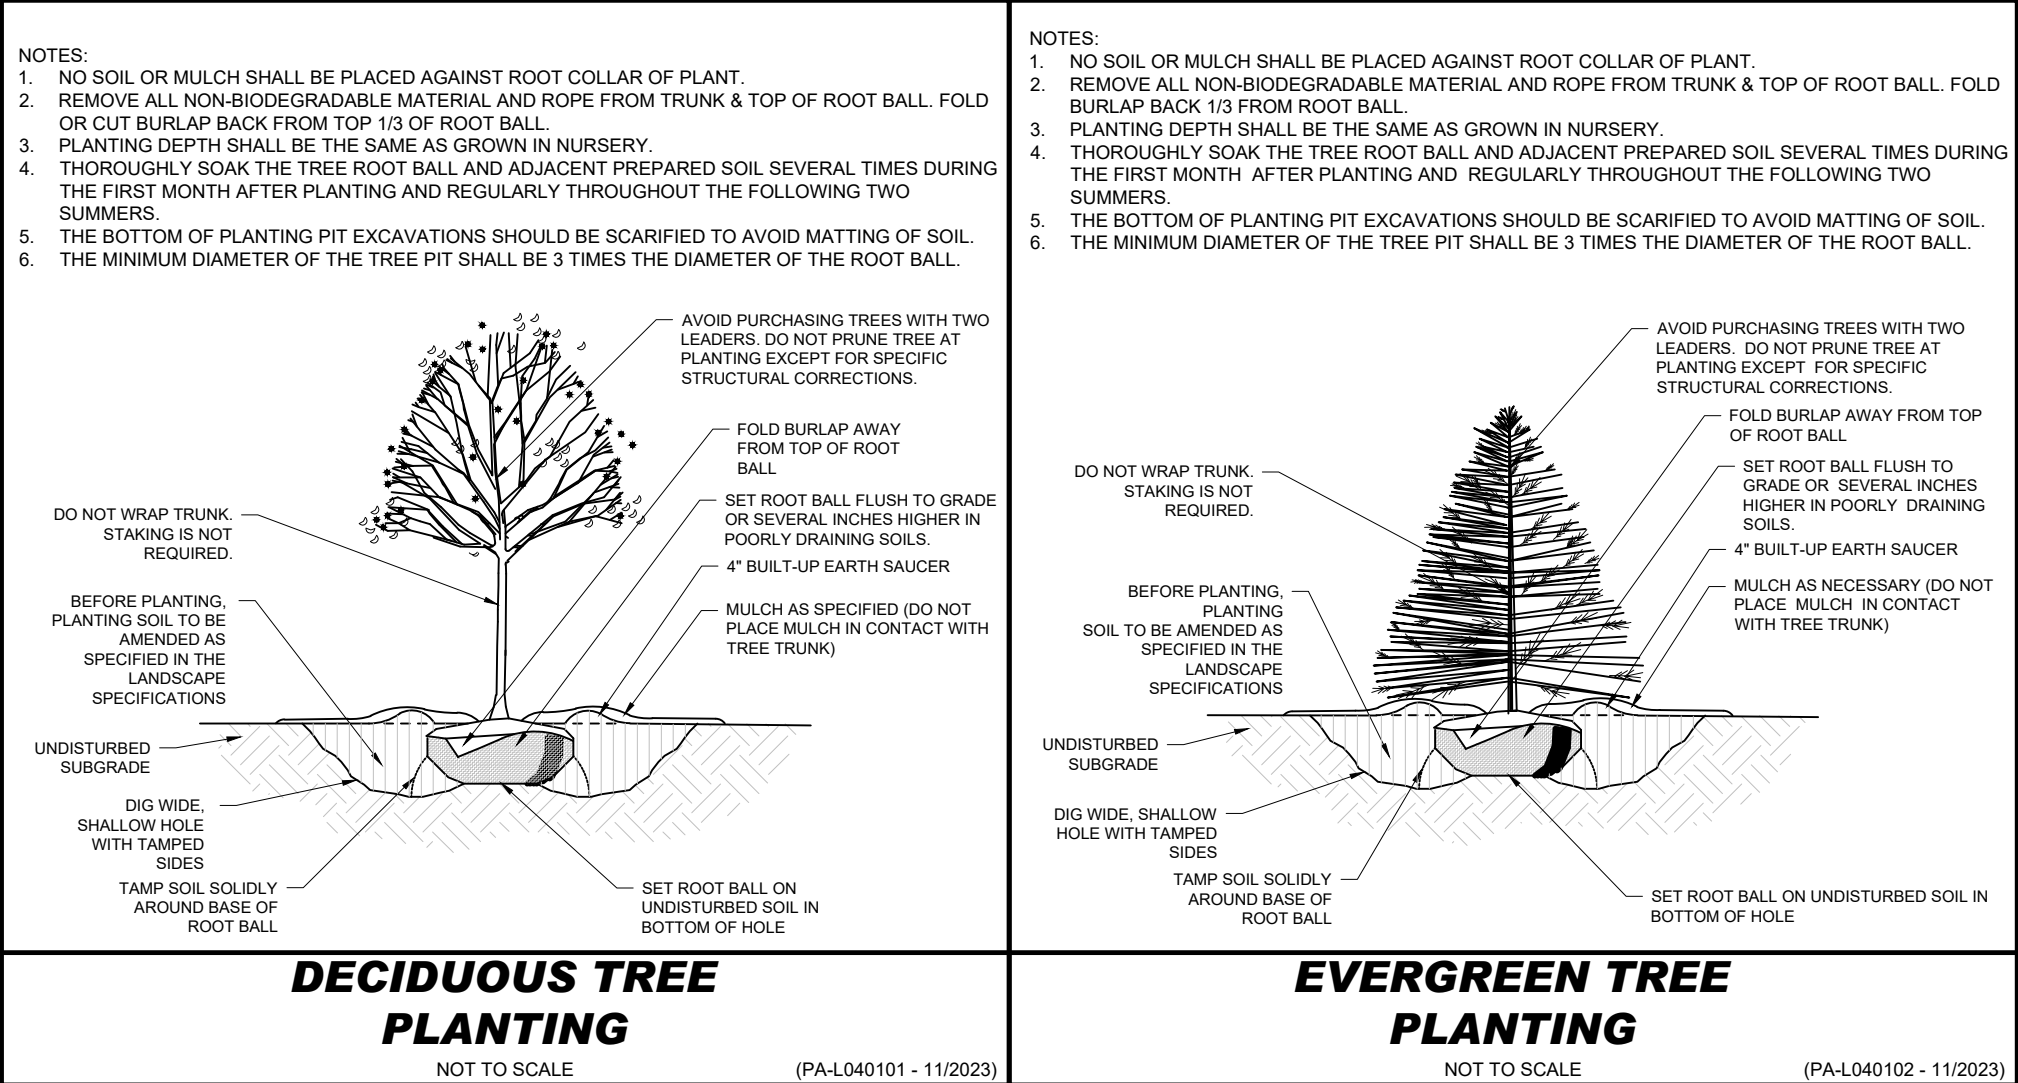 NOTES:
1. NO SOIL OR MULCH SHALL BE PLACED AGAINST ROOT COLLAR OF PLANT.
2. REMOVE ALL NON-BIODEGRADABLE MATERIAL AND ROPE FROM TRUNK & TOP OF ROOT BALL. FOLD
OR CUT BURLAP BACK FROM TOP 1/3 OF ROOT BALL.
3. PLANTING DEPTH SHALL BE THE SAME AS GROWN IN NURSERY.
4. THOROUGHLY SOAK THE TREE ROOT BALL AND ADJACENT PREPARED SOIL SEVERAL TIMES DURING
THE FIRST MONTH AFTER PLANTING AND REGULARLY THROUGHOUT THE FOLLOWING TWO
SUMMERS.
5. THE BOTTOM OF PLANTING PIT EXCAVATIONS SHOULD BE SCARIFIED TO AVOID MATTING OF SOIL.
6. THE MINIMUM DIAMETER OF THE TREE PIT SHALL BE 3 TIMES THE DIAMETER OF THE ROOT BALL.
AVOID PURCHASING TREES WITH TWO
LEADERS. DO NOT PRUNE TREE AT
PLANTING EXCEPT FOR SPECIFIC
STRUCTURAL CORRECTIONS.
FOLD BURLAP AWAY
FROM TOP OF ROOT
BALL
SET ROOT BALL FLUSH TO GRADE
OR SEVERAL INCHES HIGHER IN
POORLY DRAINING SOILS.
4" BUILT-UP EARTH SAUCER
MULCH AS SPECIFIED (DO NOT
PLACE MULCH IN CONTACT WITH
TREE TRUNK)
DO NOT WRAP TRUNK.
STAKING IS NOT
REQUIRED.
BEFORE PLANTING,
PLANTING SOIL TO BE
AMENDED AS
SPECIFIED IN THE
LANDSCAPE
SPECIFICATIONS
UNDISTURBED
SUBGRADE
DIG WIDE,
SHALLOW HOLE
WITH TAMPED
SIDES
TAMP SOIL SOLIDLY
AROUND BASE OF
ROOT BALL
SET ROOT BALL ON
UNDISTURBED SOIL IN
BOTTOM OF HOLE
DECIDUOUS TREE
PLANTING
NOT TO SCALE
(PA-L040101 - 11/2023)
NOTES:
1. NO SOIL OR MULCH SHALL BE PLACED AGAINST ROOT COLLAR OF PLANT.
2. REMOVE ALL NON-BIODEGRADABLE MATERIAL AND ROPE FROM TRUNK & TOP OF ROOT BALL. FOLD
BURLAP BACK 1/3 FROM ROOT BALL.
3. PLANTING DEPTH SHALL BE THE SAME AS GROWN IN NURSERY.
4. THOROUGHLY SOAK THE TREE ROOT BALL AND ADJACENT PREPARED SOIL SEVERAL TIMES DURING
THE FIRST MONTH AFTER PLANTING AND REGULARLY THROUGHOUT THE FOLLOWING TWO
SUMMERS.
5. THE BOTTOM OF PLANTING PIT EXCAVATIONS SHOULD BE SCARIFIED TO AVOID MATTING OF SOIL.
6. THE MINIMUM DIAMETER OF THE TREE PIT SHALL BE 3 TIMES THE DIAMETER OF THE ROOT BALL.
AVOID PURCHASING TREES WITH TWO
LEADERS. DO NOT PRUNE TREE AT
PLANTING EXCEPT FOR SPECIFIC
STRUCTURAL CORRECTIONS.
FOLD BURLAP AWAY FROM TOP
OF ROOT BALL
SET ROOT BALL FLUSH TO
GRADE OR SEVERAL INCHES
HIGHER IN POORLY DRAINING
SOILS.
4" BUILT-UP EARTH SAUCER
MULCH AS NECESSARY (DO NOT
PLACE MULCH IN CONTACT
WITH TREE TRUNK)
DO NOT WRAP TRUNK.
STAKING IS NOT
REQUIRED.
BEFORE PLANTING,
PLANTING
SOIL TO BE AMENDED AS
SPECIFIED IN THE
LANDSCAPE
SPECIFICATIONS
UNDISTURBED
SUBGRADE
DIG WIDE, SHALLOW
HOLE WITH TAMPED
SIDES
TAMP SOIL SOLIDLY
AROUND BASE OF
ROOT BALL
SET ROOT BALL ON UNDISTURBED SOIL IN
BOTTOM OF HOLE
EVERGREEN TREE
PLANTING
NOT TO SCALE
(PA-L040102 - 11/2023)